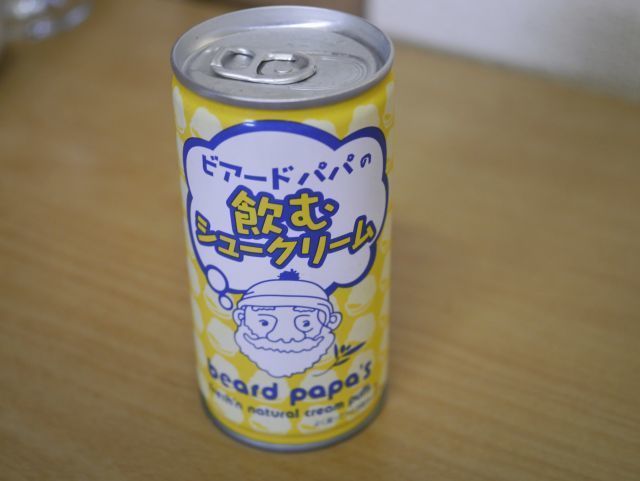 ビアードパパの
飲む
シュークリーム
beard papa's
fresh'n natural cream puffs